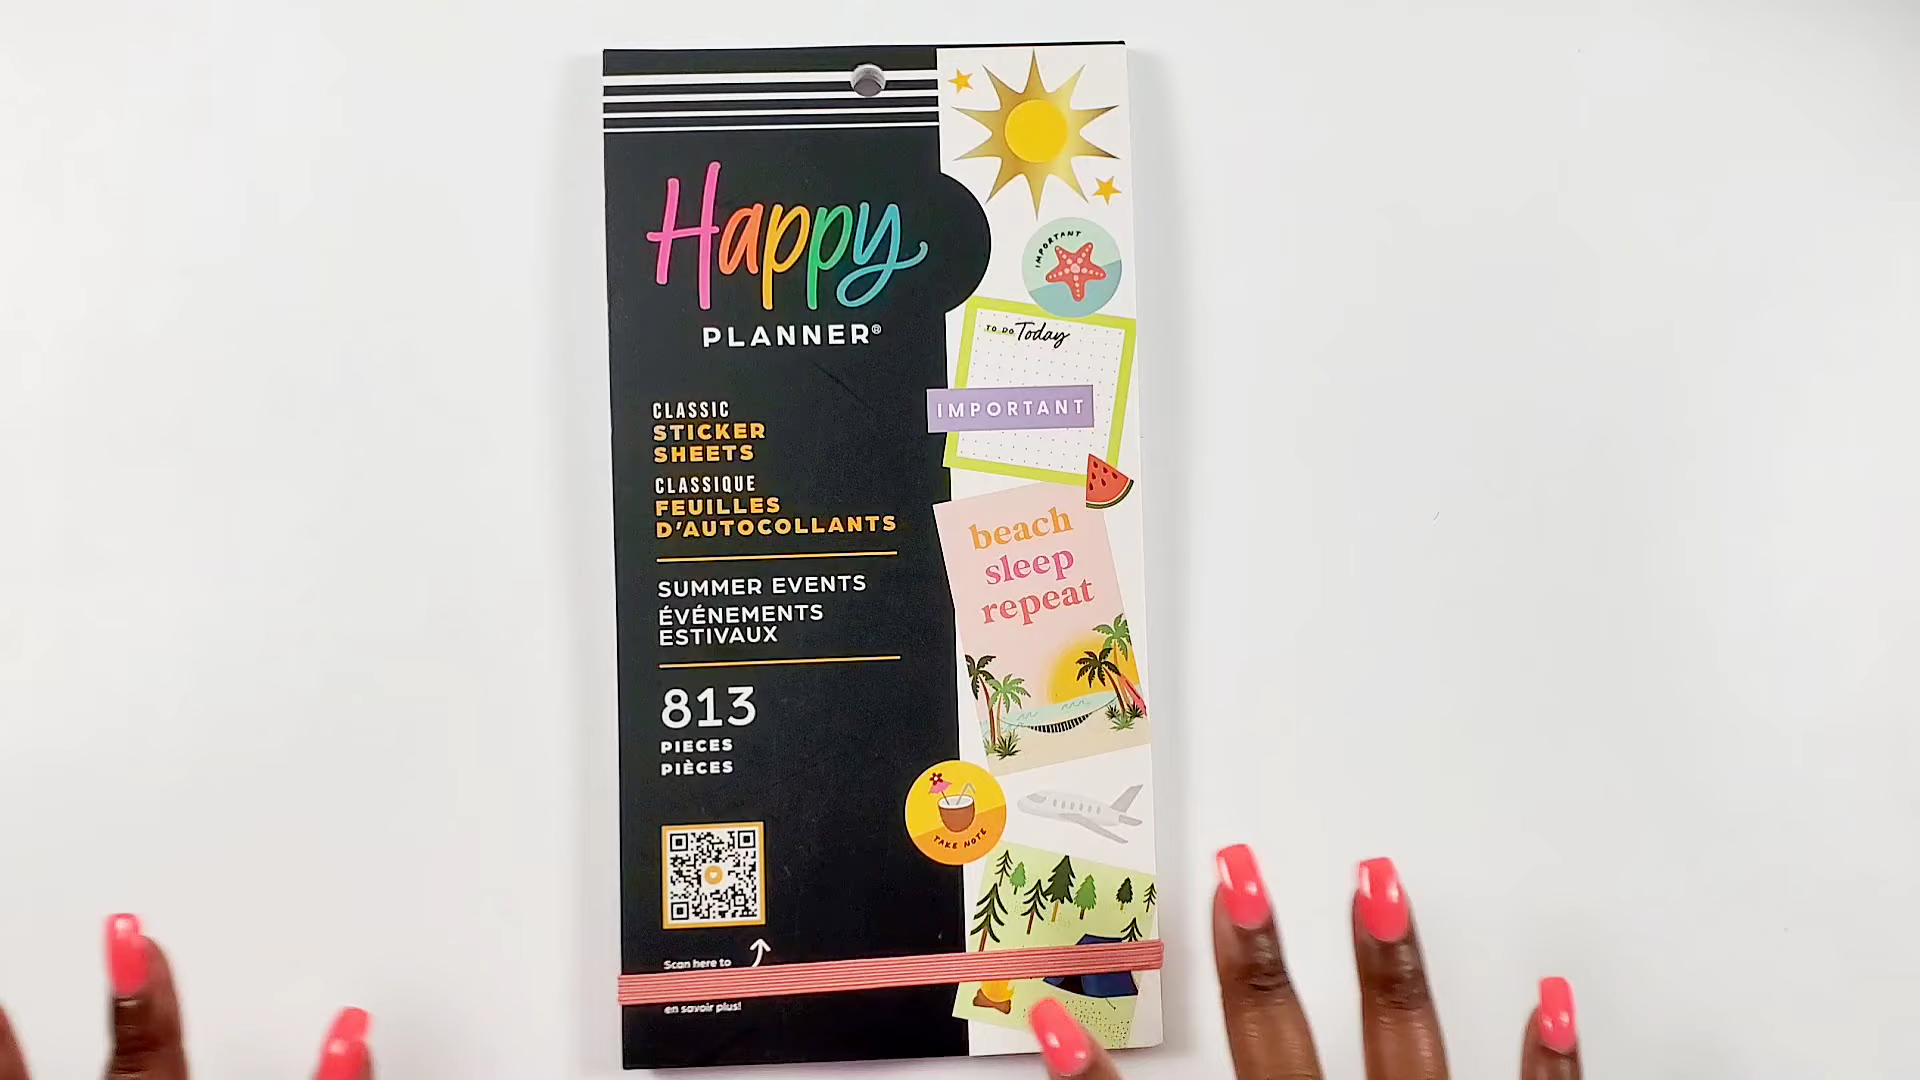 Happy
PLANNER®
CLASSIC
STICKER
SHEETS
CLASSIQUE
FEUILLES
D'AUTOCOLLANTS
SUMMER EVENTS
ÉVÉNEMENTS
ESTIVAUX
813
PIECES
PIÈCES
Scan here to
en savoir plus!
IMPORTANT
TO DO Today
IMPORTANT
beach
sleep
repeat
TAKE NOTE